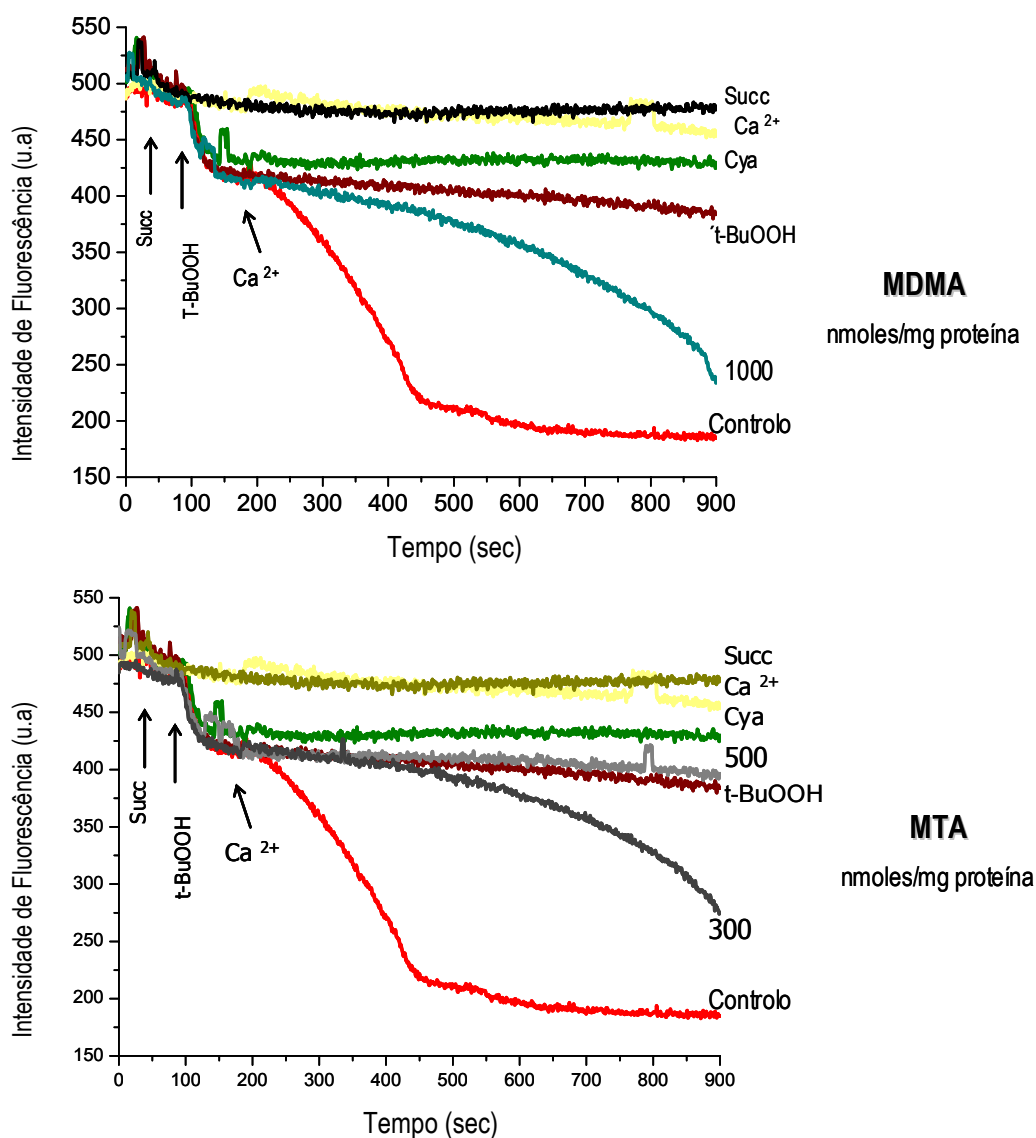 550
500
450
400
350
300
250
200
150
Intensidade de Fluorescência (u.a)
0 100 200 300 400 500 600 700 800 900
Tempo (sec)
Succ
T-BuOOH
Ca 2+
Succ
Ca 2+
Cya
´t-BuOOH
1000
Controlo
MDMA
nmoles/mg proteína
550
500
450
400
350
300
250
200
150
Intensidade de Fluorescência (u.a)
0 100 200 300 400 500 600 700 800 900
Tempo (sec)
Succ
t-BuOOH
Ca 2+
Succ
Ca 2+
Cya
500
t-BuOOH
300
Controlo
MTA
nmoles/mg proteína